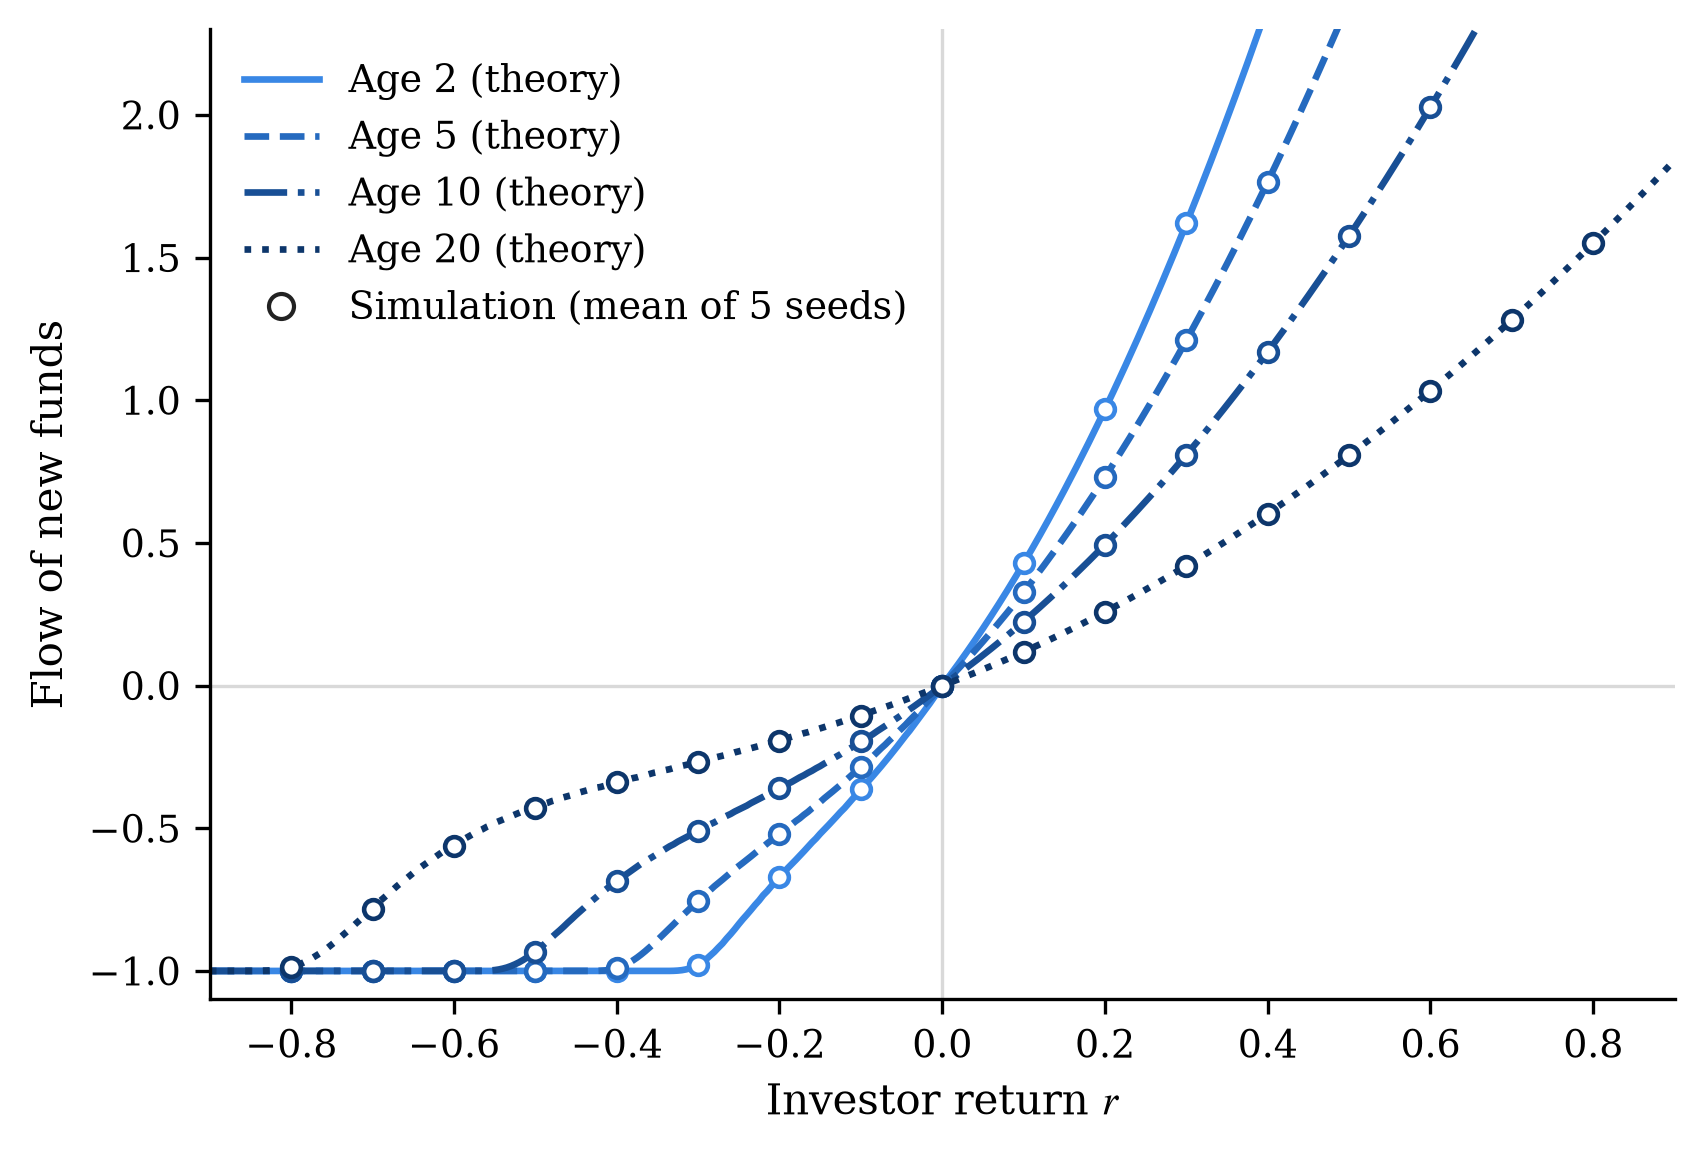 Age 2 (theory)
Age 5 (theory)
Age 10 (theory)
Age 20 (theory)
Simulation (mean of 5 seeds)
Flow of new funds
2.0
1.5
1.0
0.5
0.0
−0.5
−1.0
−0.8 −0.6 −0.4 −0.2 0.0 0.2 0.4 0.6 0.8
Investor return r